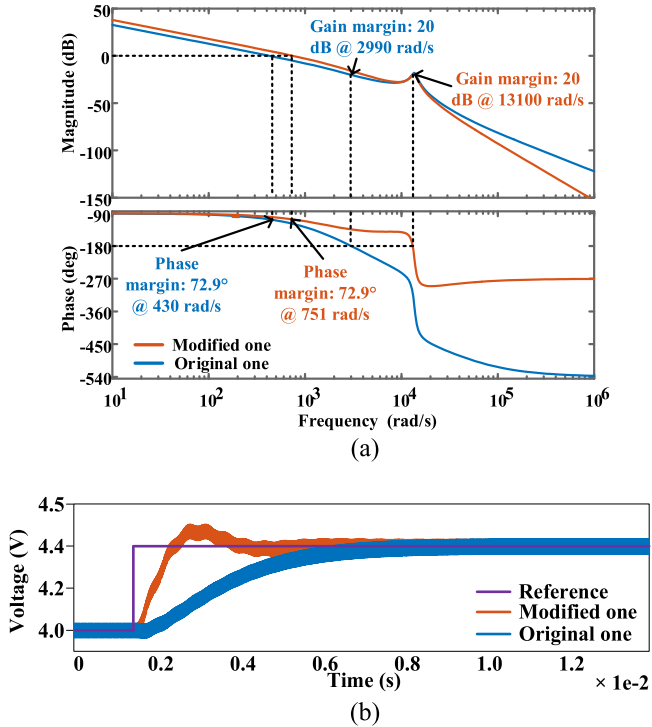 50
0
-50
-100
-150
Magnitude (dB)
Gain margin: 20
dB @ 2990 rad/s
Gain margin: 20
dB @ 13100 rad/s
-90
-180
-270
-360
-450
-540
Phase (deg)
Phase
margin: 72.9°
@ 430 rad/s
Phase
margin: 72.9°
@ 751 rad/s
Modified one
Original one
10^1 10^2 10^3 10^4 10^5 10^6
Frequency (rad/s)
(a)
4.5
4.4
4.2
4.0
Voltage (V)
Reference
Modified one
Original one
0 0.2 0.4 0.6 0.8 1.0 1.2
Time (s)
× 1e-2
(b)